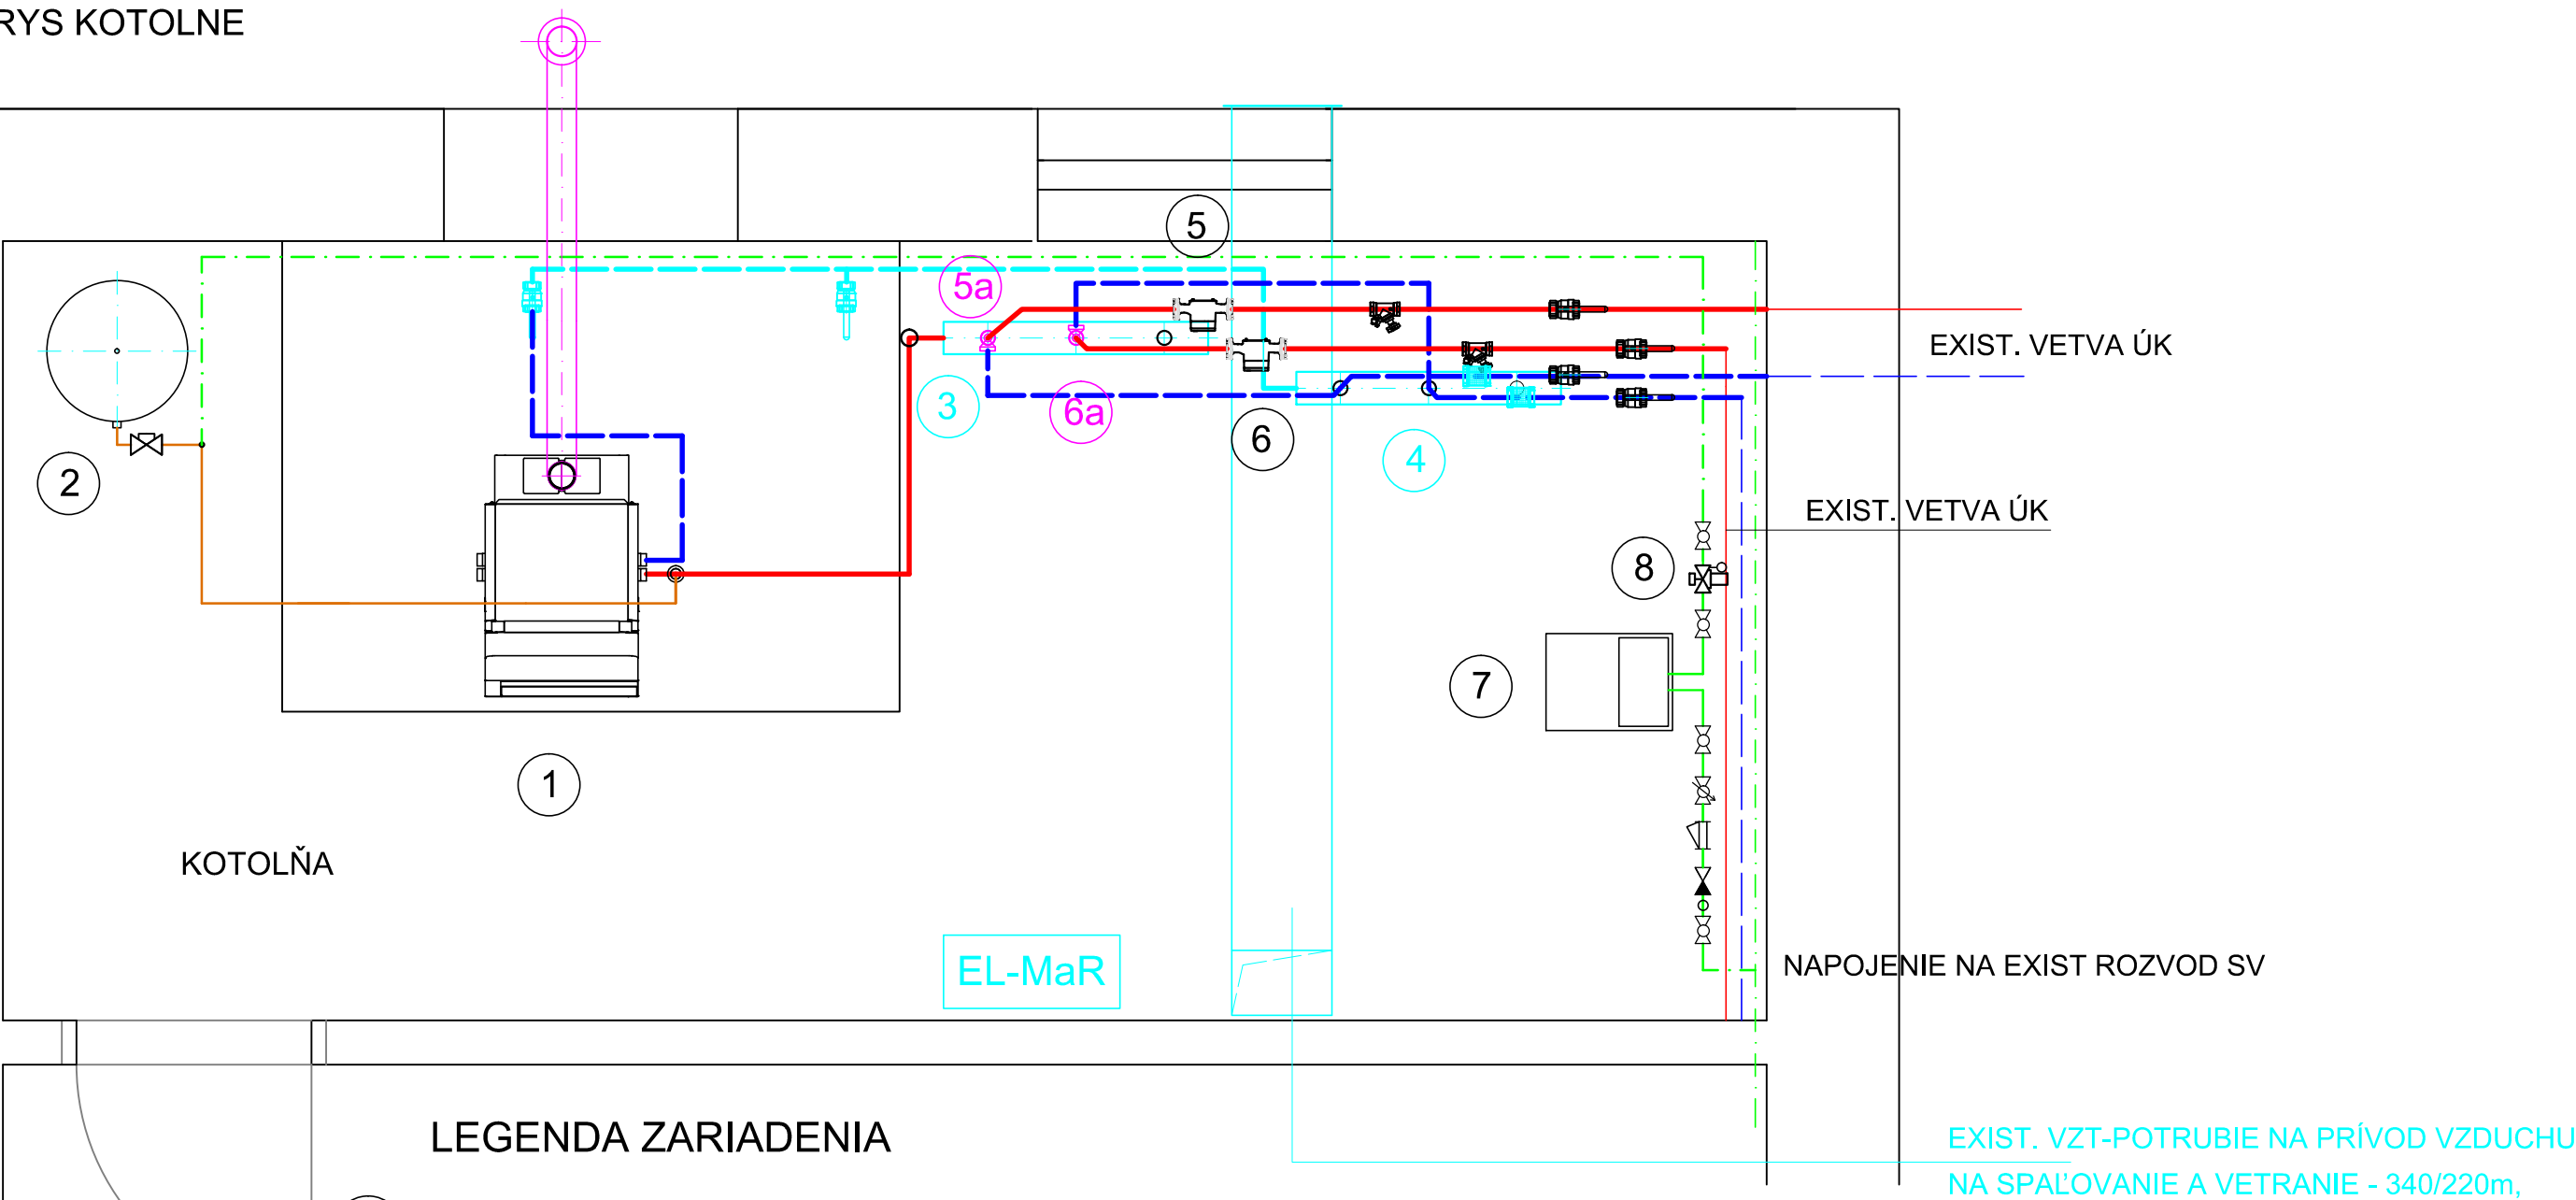 RYS KOTOLNE
5
5a
EXIST. VETVA ÚK
3
6a
6
4
2
EXIST. VETVA ÚK
8
7
1
KOTOLŇA
EL-MaR
NAPOJENIE NA EXIST ROZVOD SV
LEGENDA ZARIADENIA
EXIST. VZT-POTRUBIE NA PRÍVOD VZDUCHU
NA SPAĽOVANIE A VETRANIE - 340/220m,